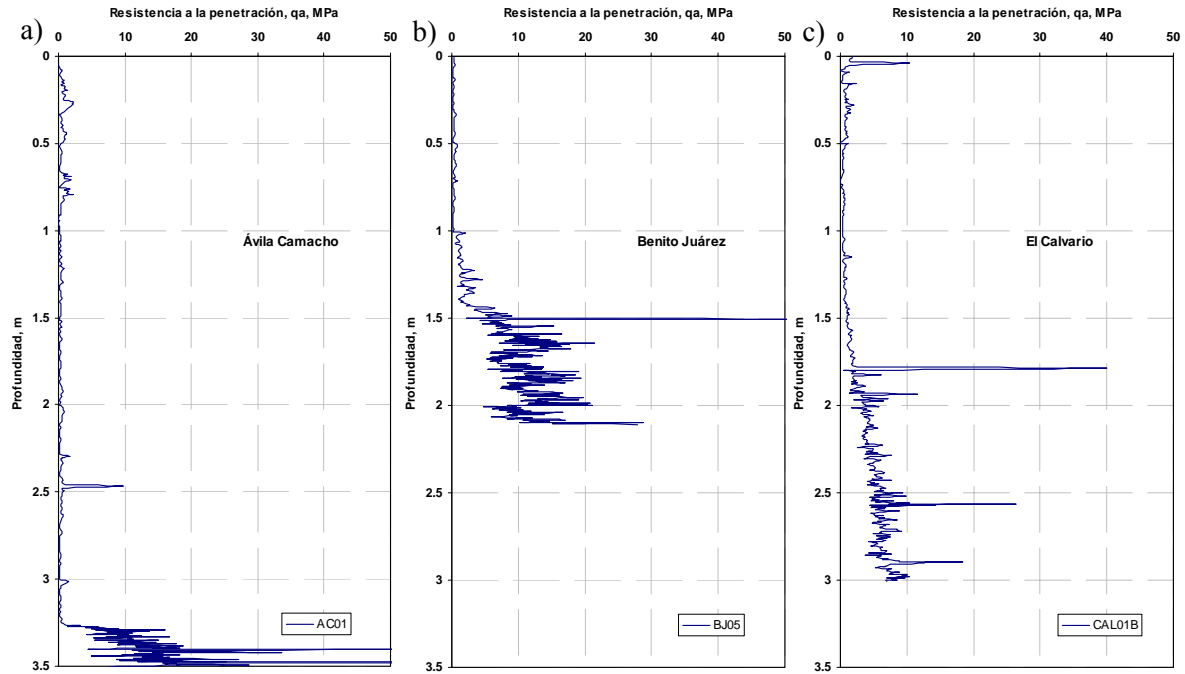 Resistencia a la penetración, qa, MPa
a)
0 10 20 30 40 50
0
0.5
1
1.5
2
2.5
3
3.5
Profundidad, m
Ávila Camacho
AC01
Resistencia a la penetración, qa, MPa
b)
0 10 20 30 40 50
0
0.5
1
1.5
2
2.5
3
3.5
Profundidad, m
Benito Juárez
BJ05
Resistencia a la penetración, qa, MPa
c)
0 10 20 30 40 50
0
0.5
1
1.5
2
2.5
3
3.5
Profundidad, m
El Calvario
CAL01B